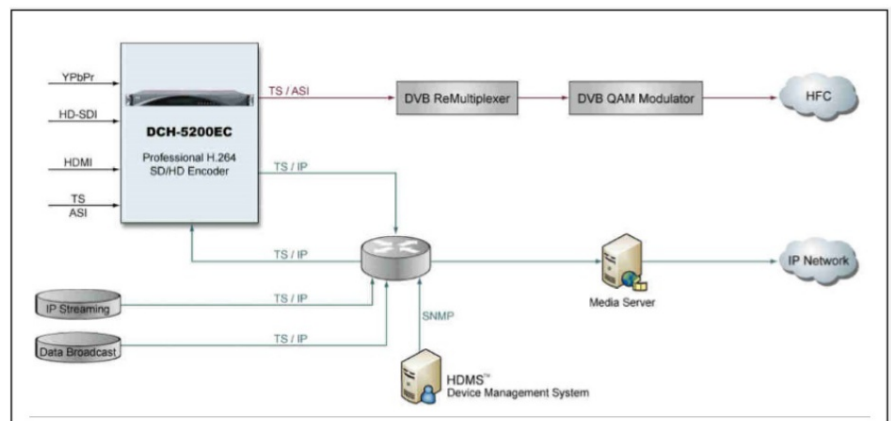 YPbPr
HD-SDI
HDMI
TS
ASI
DCH-5200EC
Professional H.264
SD/HD Encoder
TS / ASI
DVB ReMultiplexer
DVB QAM Modulator
HFC
TS / IP
TS / IP
IP Streaming
TS / IP
Data Broadcast
TS / IP
SNMP
Media Server
IP Network
HDMS™
Device Management System